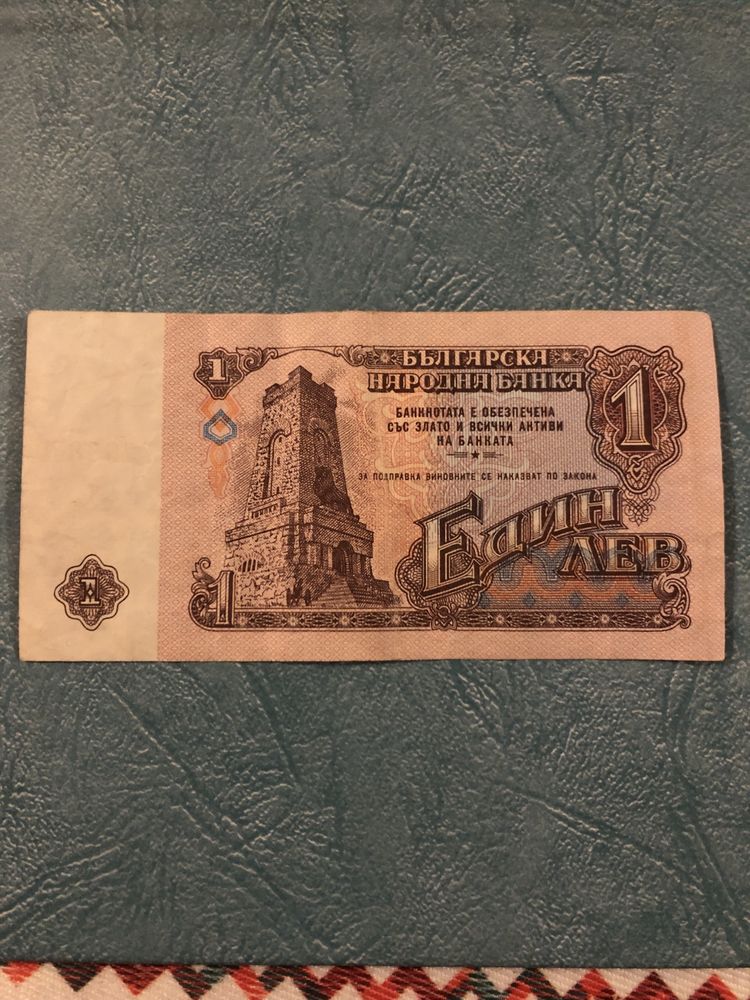 1
БЪЛГАРСКА
НАРОДНА БАНКА
1
БАНКНОТАТА Е ОБЕЗПЕЧЕНА
СЪС ЗЛАТО И ВСИЧКИ АКТИВИ
НА БАНКАТА
ЗА ПОДПРАВКА ВИНОВНИТЕ СЕ НАКАЗВАТ ПО ЗАКОНА
ЕДИН
ЛЕВ
1
1